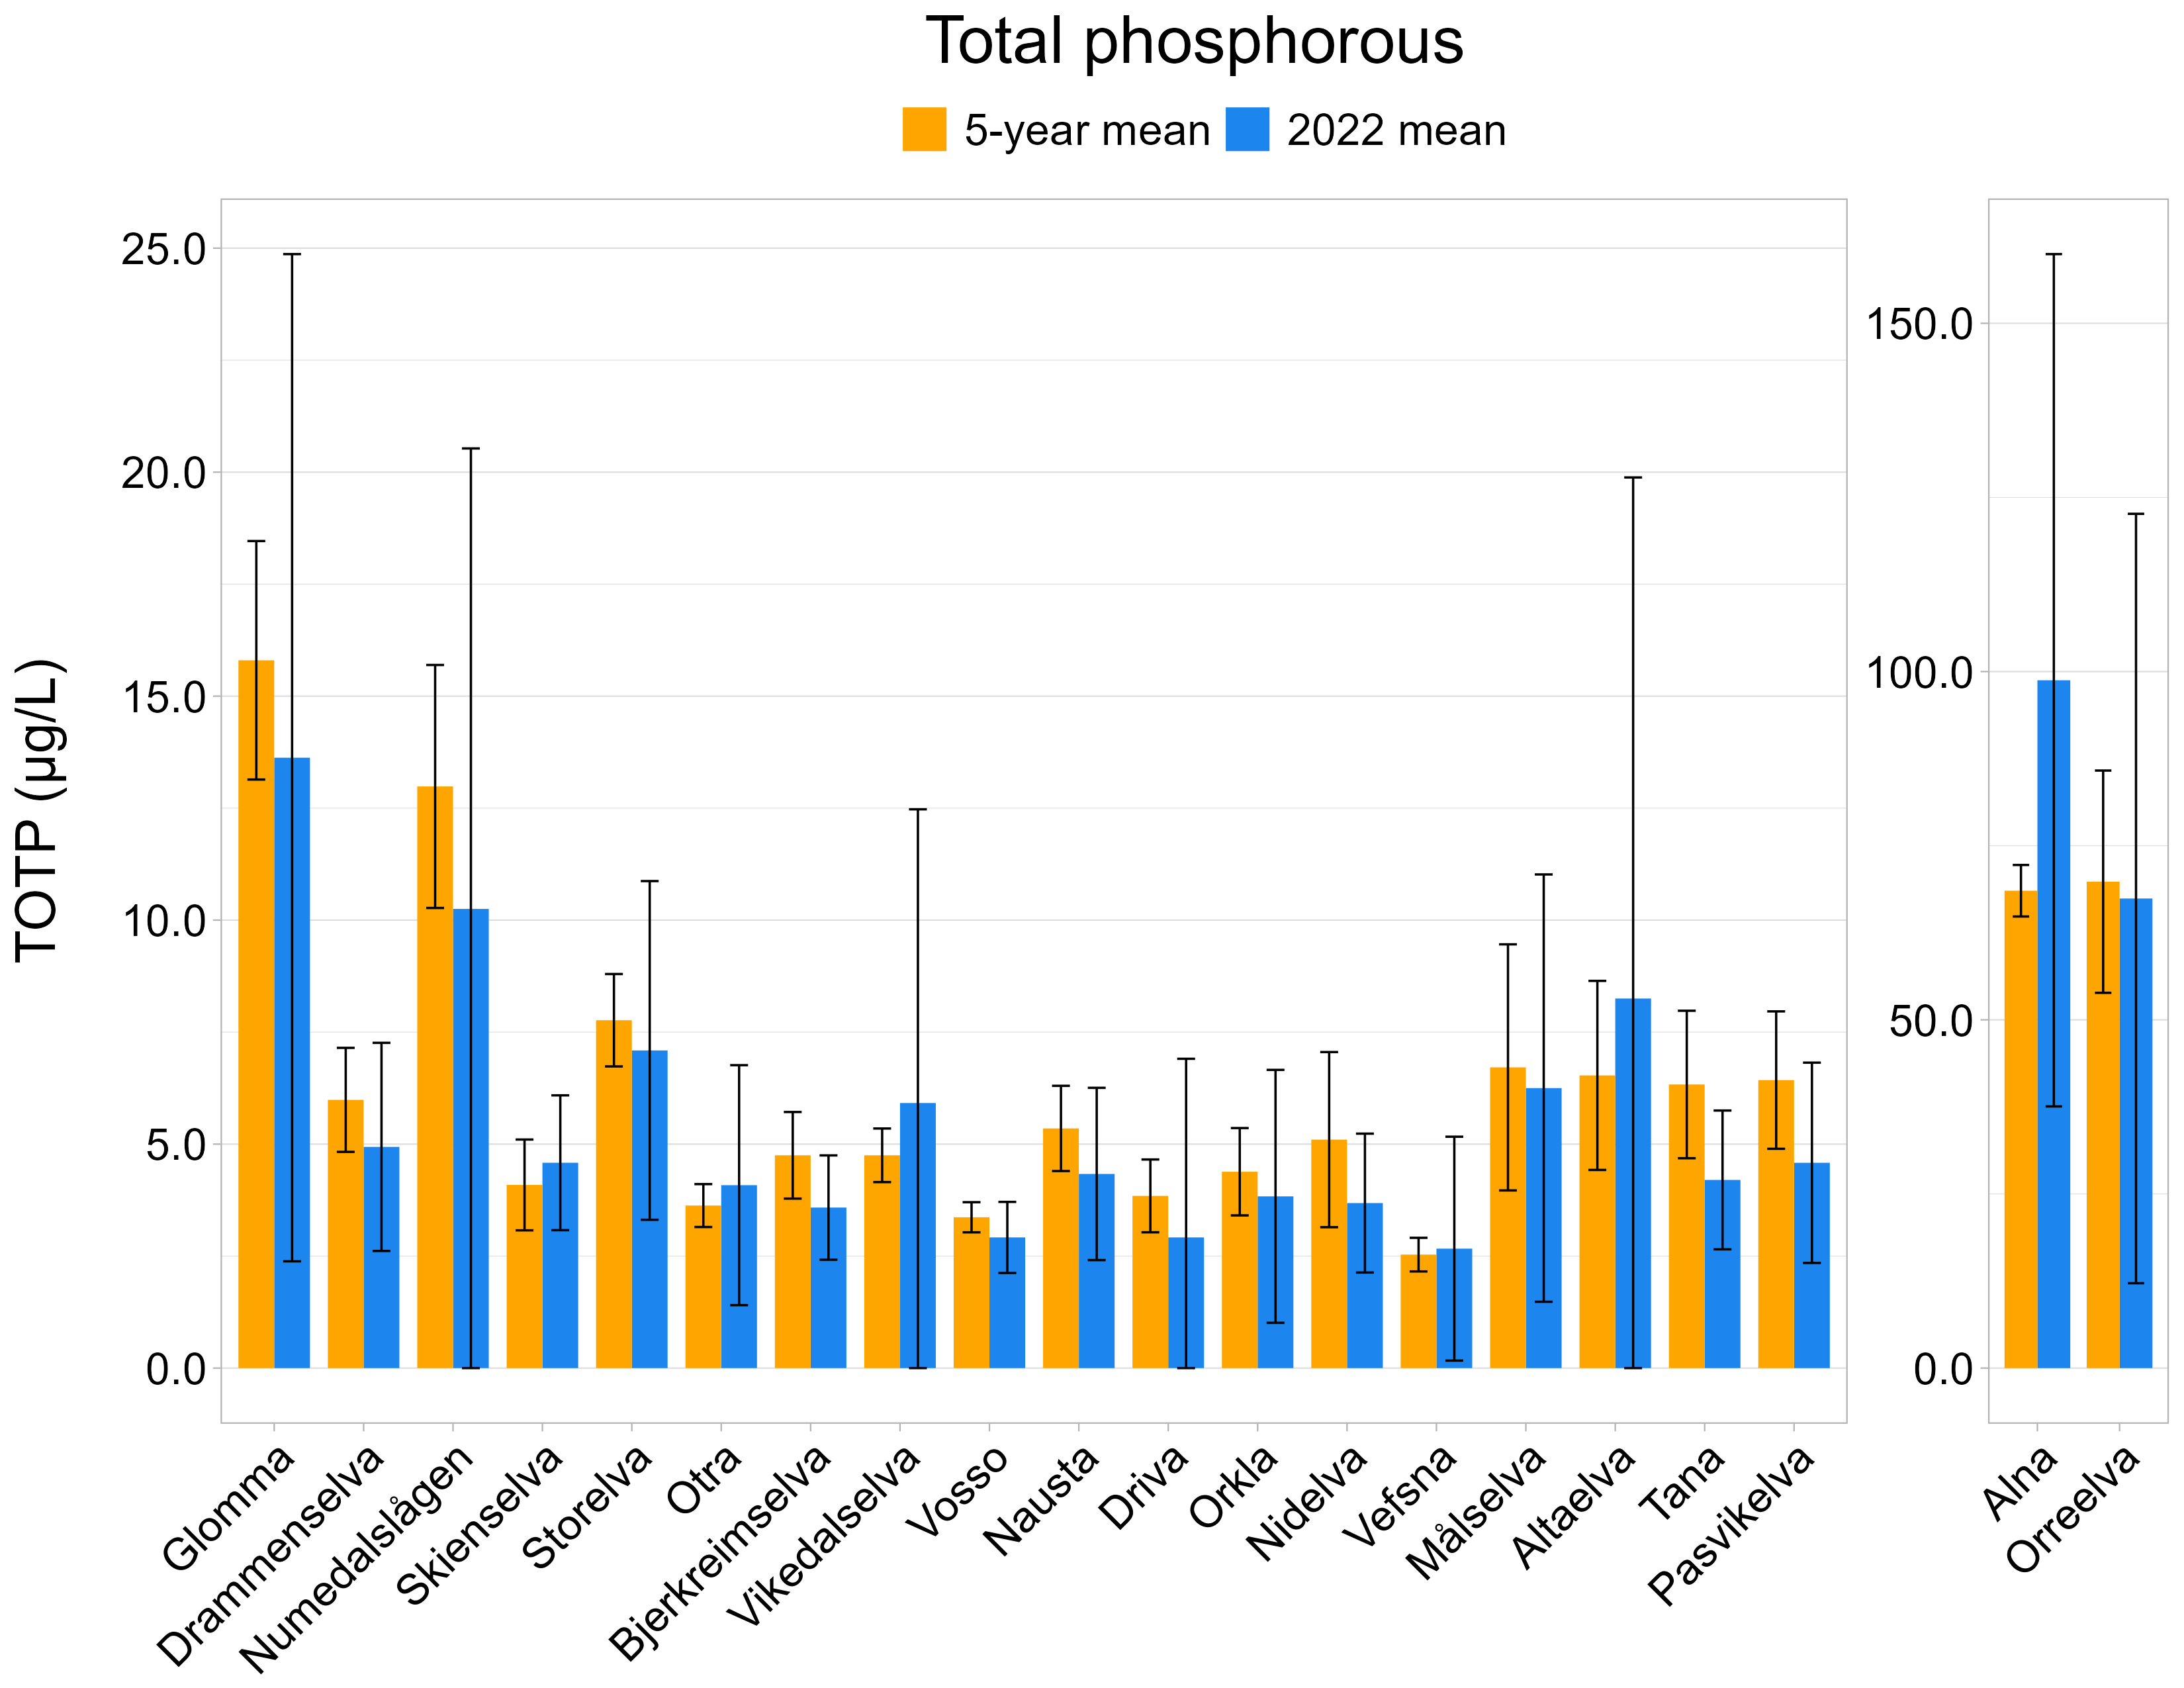 Total phosphorous
5-year mean 2022 mean
TOTP (µg/L)
25.0
20.0
15.0
10.0
5.0
0.0
150.0
100.0
50.0
0.0
Glomma
Drammenselva
Numedalslågen
Skienselva
Storelva
Otra
Bjerkreimselva
Vikedalselva
Vosso
Nausta
Driva
Orkla
Nidelva
Vefsna
Målselva
Altaelva
Tana
Pasvikelva
Alna
Orreelva